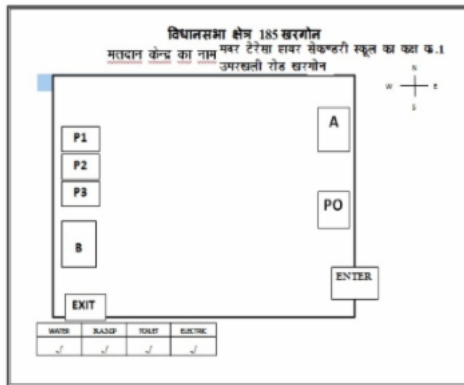 विधानसभा क्षेत्र 185 खरगोन
मतदान केन्द्र का नाम मदर टेरेसा हायर सेकण्डरी स्कूल का कक्ष क्र.1
उमरखली रोड खरगोन
N
W E
S
A
P1
P2
P3
PO
B
ENTER
EXIT
WATER TOILET ELECTRIC
✓ ✓ ✓ ✓